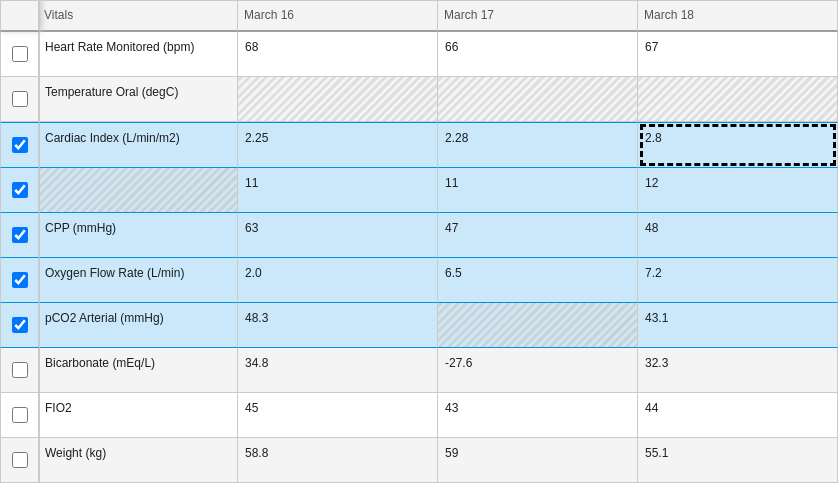 Vitals March 16 March 17 March 18
Heart Rate Monitored (bpm) 68 66 67
Temperature Oral (degC)
Cardiac Index (L/min/m2) 2.25 2.28 2.8
11 11 12
CPP (mmHg) 63 47 48
Oxygen Flow Rate (L/min) 2.0 6.5 7.2
pCO2 Arterial (mmHg) 48.3 43.1
Bicarbonate (mEq/L) 34.8 -27.6 32.3
FIO2 45 43 44
Weight (kg) 58.8 59 55.1